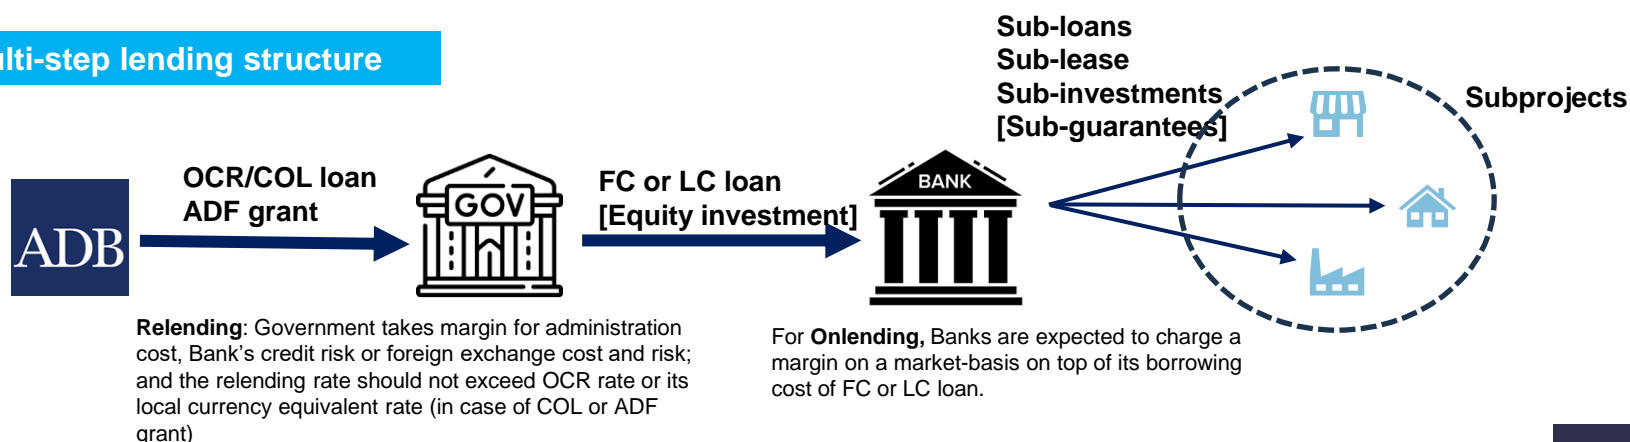 lti-step lending structure
Sub-loans
Sub-lease
Sub-investments
[Sub-guarantees]
Subprojects
ADB
OCR/COL loan
ADF grant
GOV
FC or LC loan
[Equity investment]
BANK
Relending: Government takes margin for administration
cost, Bank's credit risk or foreign exchange cost and risk;
and the relending rate should not exceed OCR rate or its
local currency equivalent rate (in case of COL or ADF
grant)
For Onlending, Banks are expected to charge a
margin on a market-basis on top of its borrowing
cost of FC or LC loan.